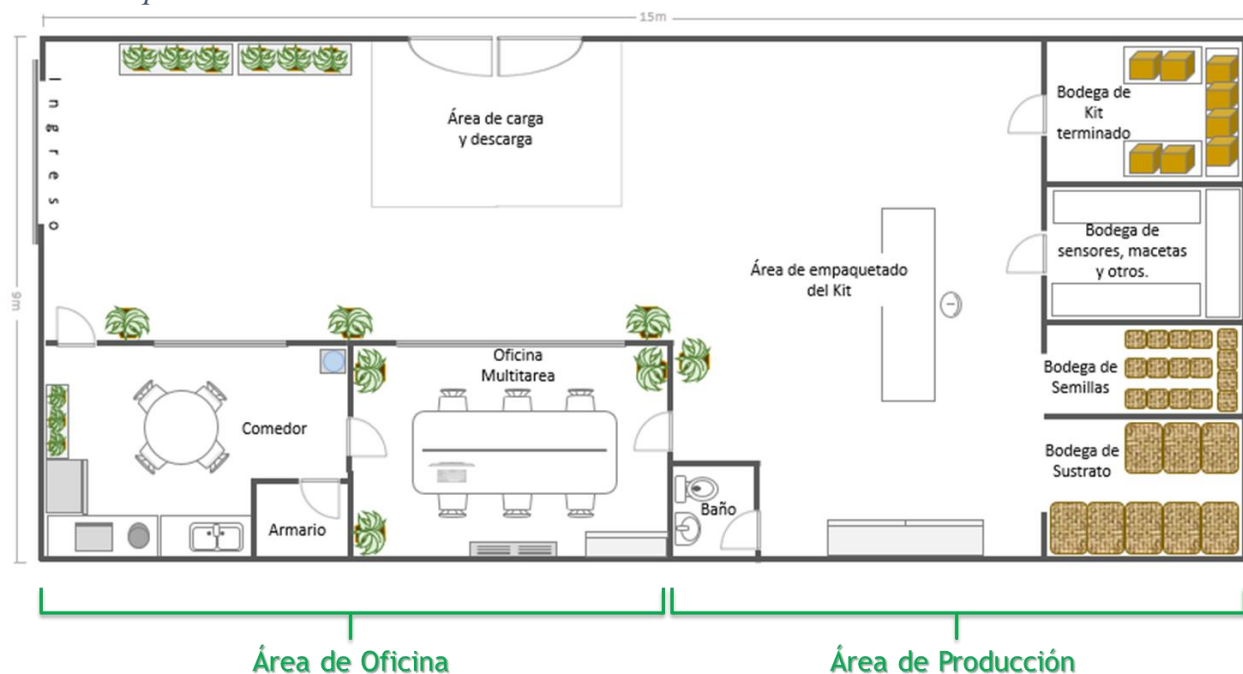 15m
Ingreso
Área de carga
y descarga
Bodega de
Kit
terminado
Bodega de
sensores, macetas
y otros.
9m
Área de empaquetado
del Kit
Oficina
Multitarea
Bodega de
Semillas
Comedor
Bodega de
Sustrato
Armario
Baño
Área de Oficina
Área de Producción